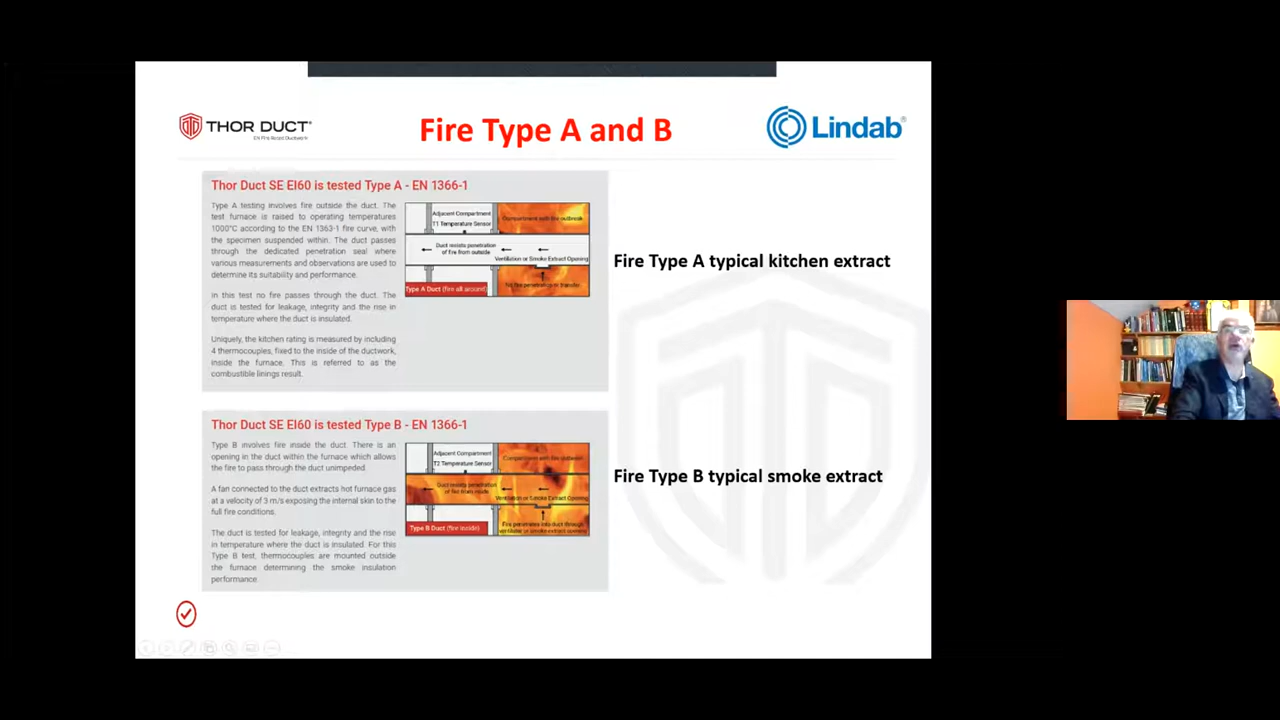 THOR DUCT®
EN Fire Rated Ductwork
Fire Type A and B
Lindab®
Thor Duct SE EI60 is tested Type A - EN 1366-1
Type A testing involves fire outside the duct. The
test furnace is raised to operating temperatures
1000°C according to the EN 1363-1 fire curve, with
the specimen suspended within. The duct passes
through the dedicated penetration seal where
various measurements and observations are used to
determine its suitability and performance.
In this test no fire passes through the duct. The
duct is tested for leakage, integrity and the rise in
temperature where the duct is insulated.
Uniquely, the kitchen rating is measured by including
4 thermocouples, fixed to the inside of the ductwork,
inside the furnace. This is referred to as the
combustible linings result.
Adjacent Compartment
T1 Temperature Sensor
Compartment with fire outbreak
Duct resists penetration
of fire from outside
Ventilation or Smoke Extract Opening
Type A Duct (fire all around)
No fire penetration or transfer
Fire Type A typical kitchen extract
Thor Duct SE EI60 is tested Type B - EN 1366-1
Type B involves fire inside the duct. There is an
opening in the duct within the furnace which allows
the fire to pass through the duct unimpeded.
A fan connected to the duct extracts hot furnace gas
at a velocity of 3 m/s exposing the internal skin to the
full fire conditions.
The duct is tested for leakage, integrity and the rise
in temperature where the duct is insulated. For this
Type B test, thermocouples are mounted outside
the furnace determining the smoke insulation
performance.
Adjacent Compartment
T2 Temperature Sensor
Compartment with fire outbreak
Duct resists penetration
of fire from inside
Ventilation or Smoke Extract Opening
Type B Duct (fire inside)
Fire penetrates into duct through
ventilator or smoke extract opening
Fire Type B typical smoke extract